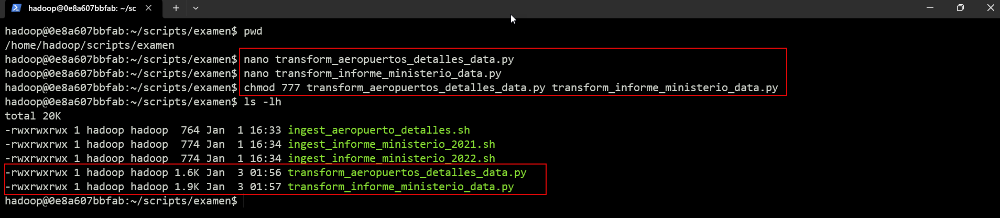 hadoop@0e8a607bbfab: ~/sc
hadoop@0e8a607bbfab:~/scripts/examen$ pwd
/home/hadoop/scripts/examen
hadoop@0e8a607bbfab:~/scripts/examen$ nano transform_aeropuertos_detalles_data.py
hadoop@0e8a607bbfab:~/scripts/examen$ nano transform_informe_ministerio_data.py
hadoop@0e8a607bbfab:~/scripts/examen$ chmod 777 transform_aeropuertos_detalles_data.py transform_informe_ministerio_data.py
hadoop@0e8a607bbfab:~/scripts/examen$ ls -lh
total 20K
-rwxrwxrwx 1 hadoop hadoop  764 Jan  1 16:33 ingest_aeropuerto_detalles.sh
-rwxrwxrwx 1 hadoop hadoop  774 Jan  1 16:34 ingest_informe_ministerio_2021.sh
-rwxrwxrwx 1 hadoop hadoop  774 Jan  1 16:34 ingest_informe_ministerio_2022.sh
-rwxrwxrwx 1 hadoop hadoop 1.6K Jan  3 01:56 transform_aeropuertos_detalles_data.py
-rwxrwxrwx 1 hadoop hadoop 1.9K Jan  3 01:57 transform_informe_ministerio_data.py
hadoop@0e8a607bbfab:~/scripts/examen$